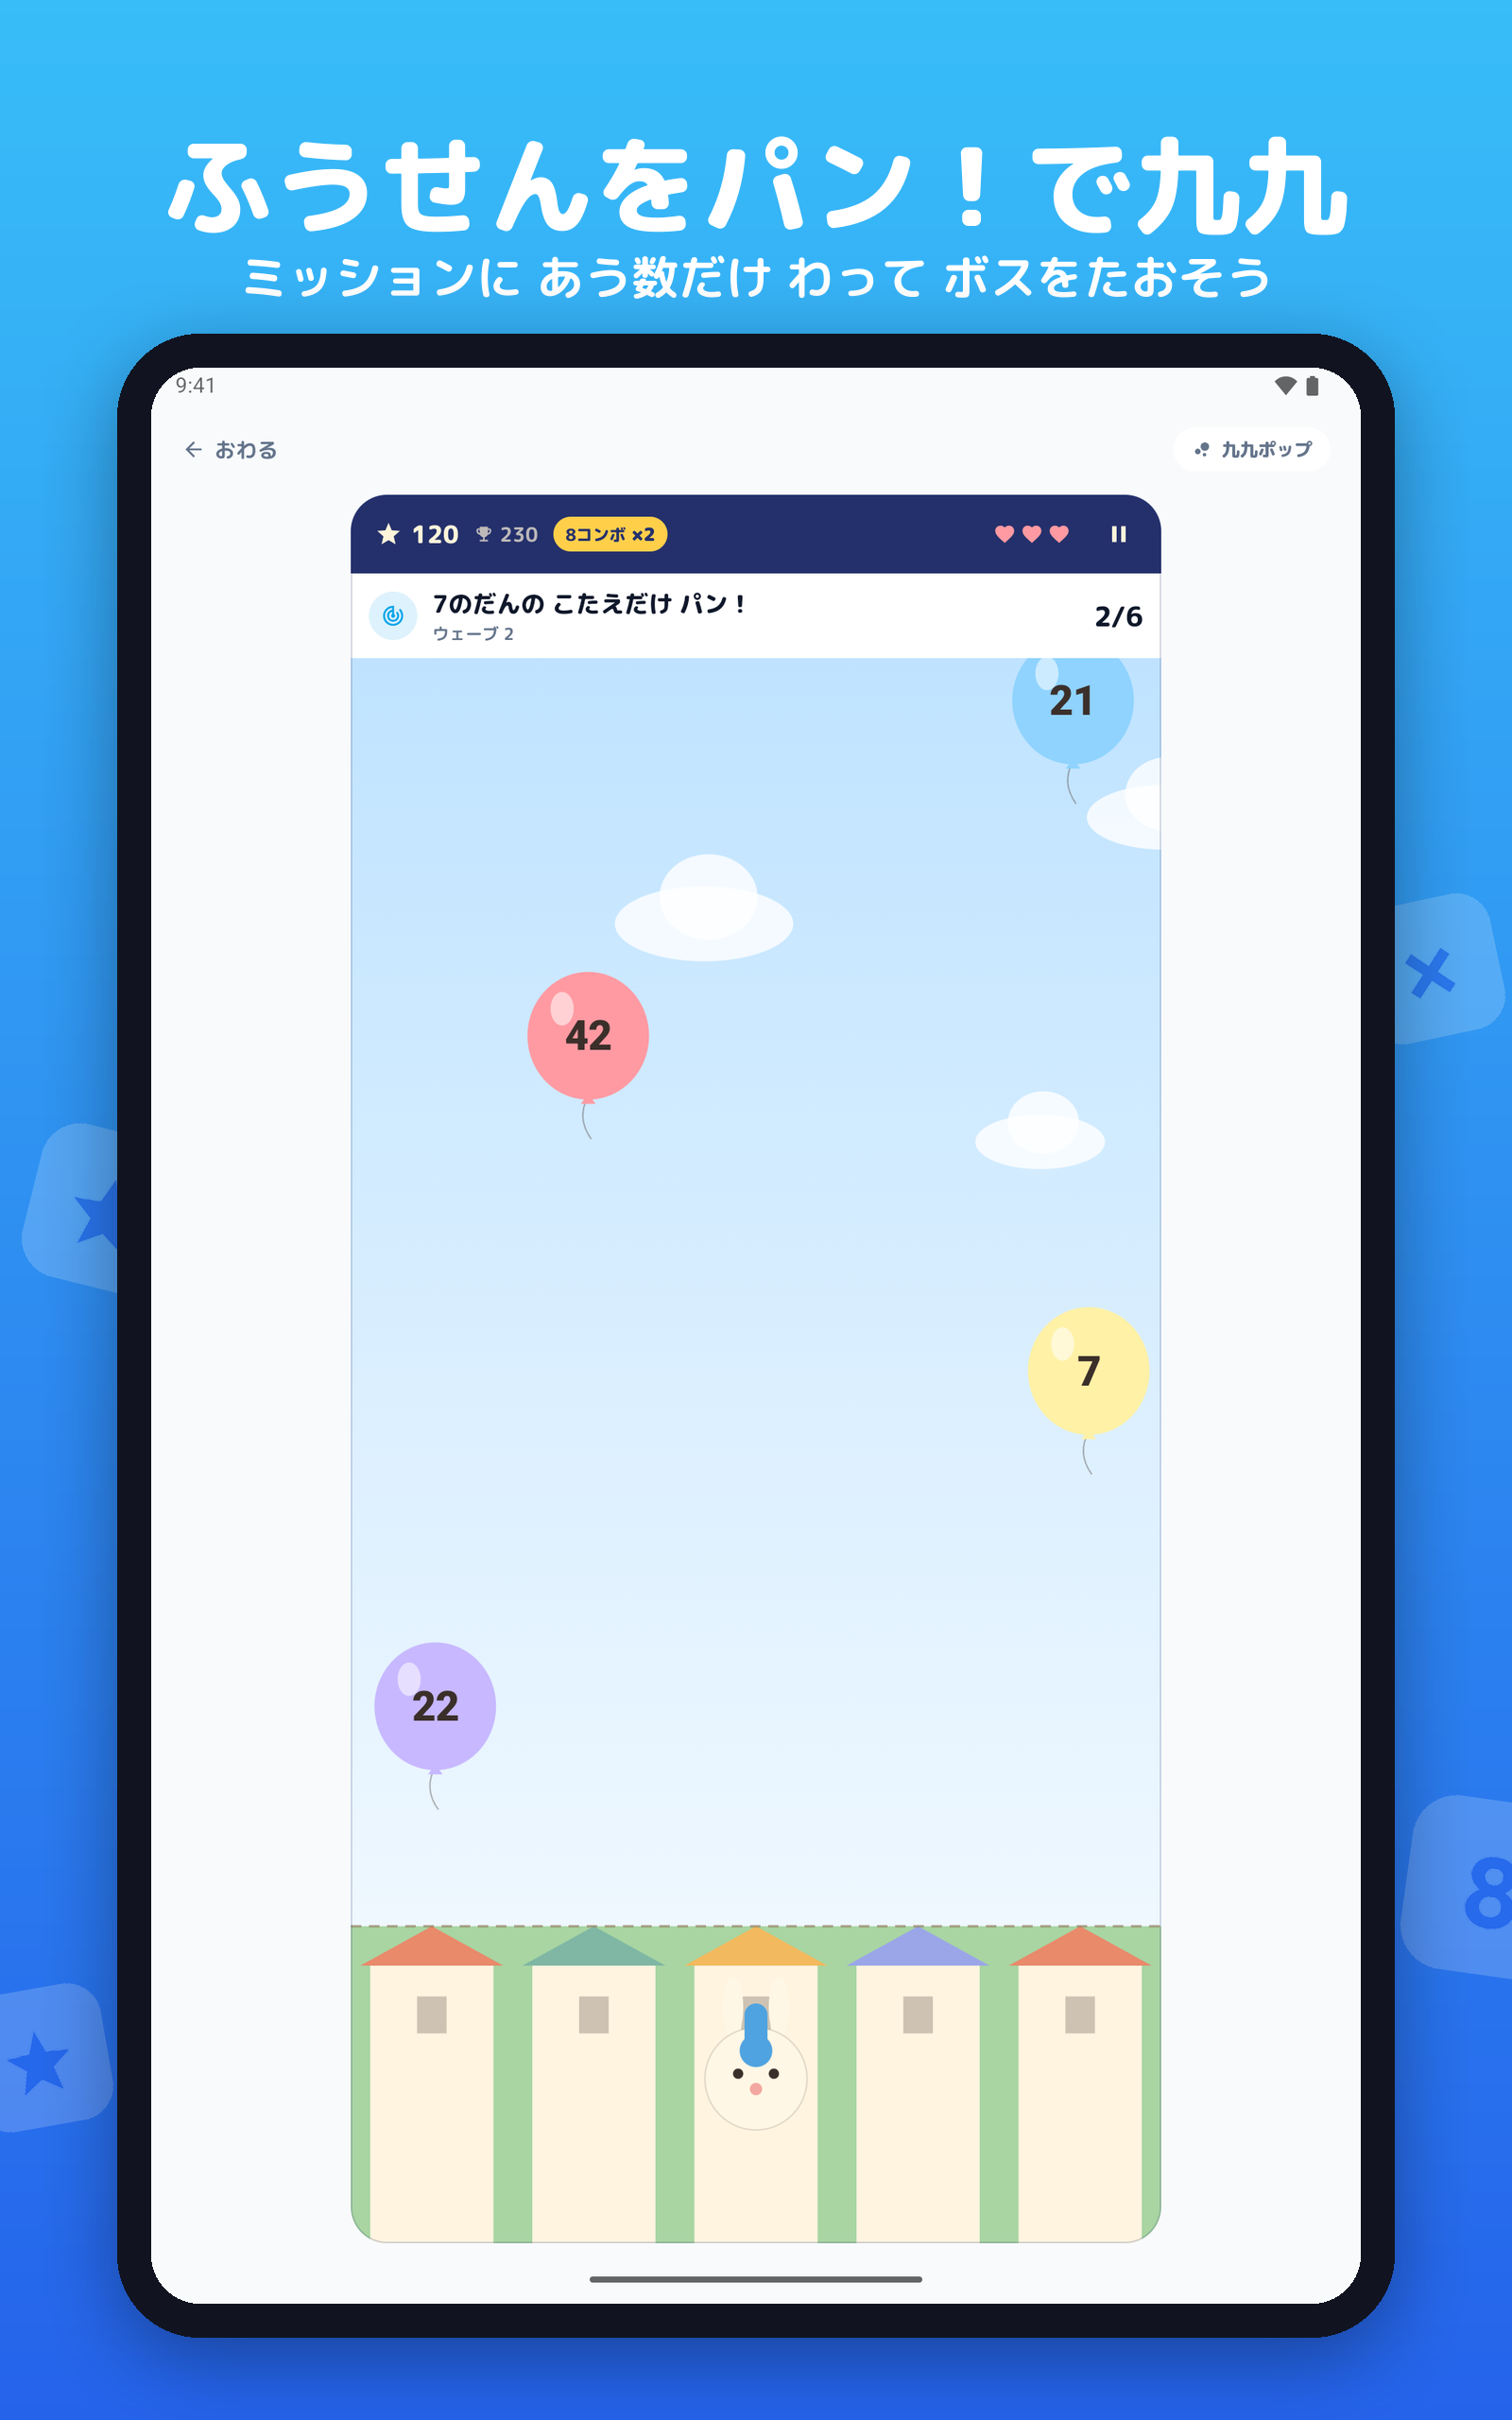 ふうせんをパン！で九九
ミッションに あう数だけ わって ボスをたおそう
9:41
おわる
九九ポップ
120 230 8コンボ ×2
7のだんの こたえだけ パン！
ウェーブ 2
2/6
21
42
7
22
8